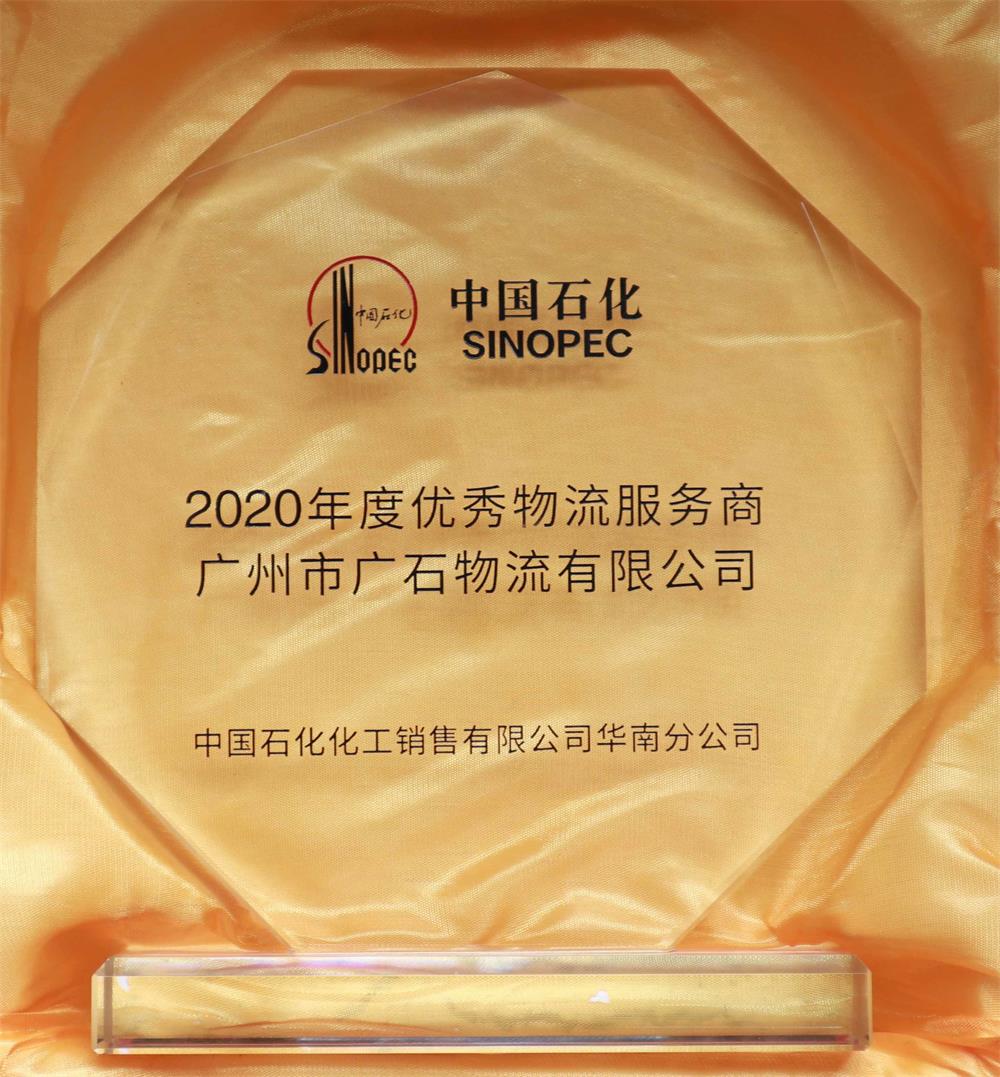 中国石化
SINOPEC
中国石化
SINOPEC
2020年度优秀物流服务商
广州市广石物流有限公司
中国石化化工销售有限公司华南分公司